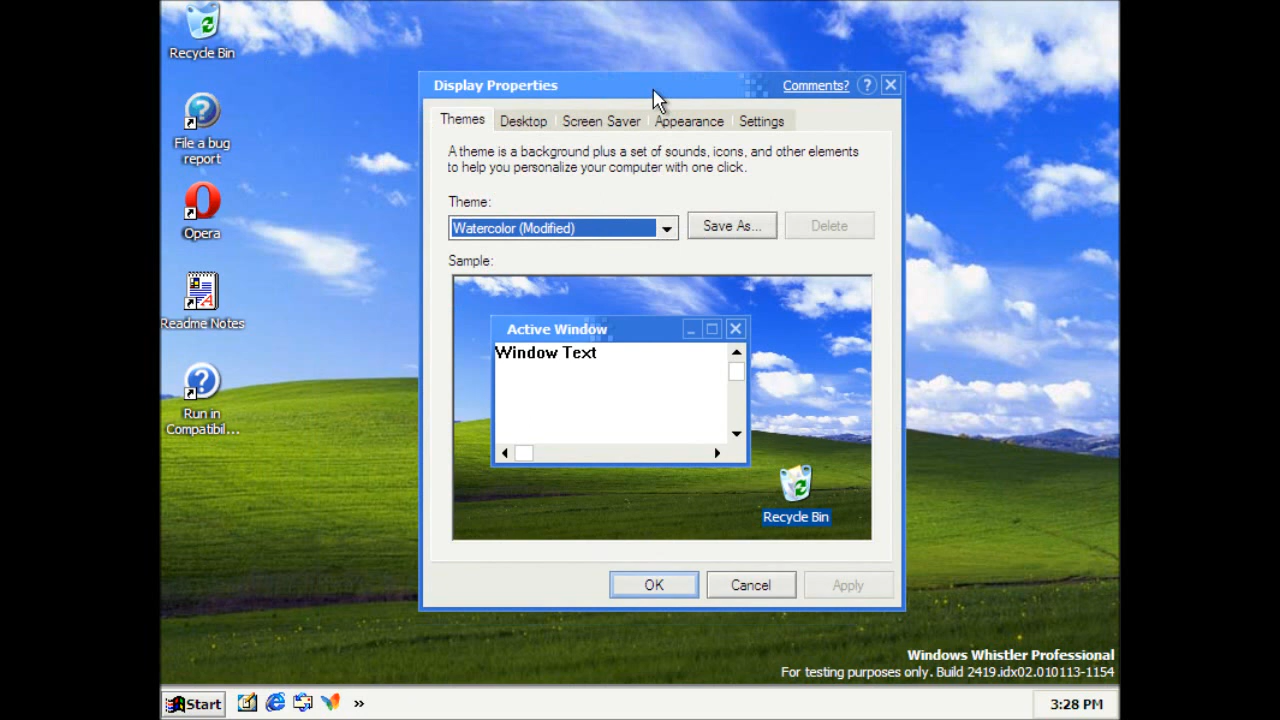 Recycle Bin
File a bug
report
Opera
Readme Notes
Run in
Compatibil...
Display Properties
Comments?
?
Themes
Desktop
Screen Saver
Appearance
Settings
A theme is a background plus a set of sounds, icons, and other elements
to help you personalize your computer with one click.
Theme:
Watercolor (Modified)
Save As...
Delete
Sample:
Active Window
Window Text
Recycle Bin
OK
Cancel
Apply
Windows Whistler Professional
For testing purposes only. Build 2419.idx02.010113-1154
Start
»
3:28 PM